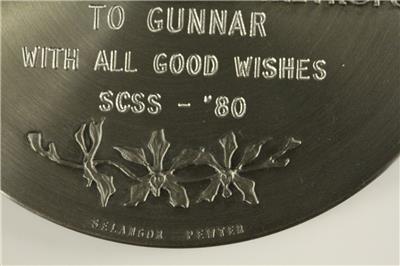 TO GUNNAR
WITH ALL GOOD WISHES
SCSS - '80
SELANGOR PEWTER